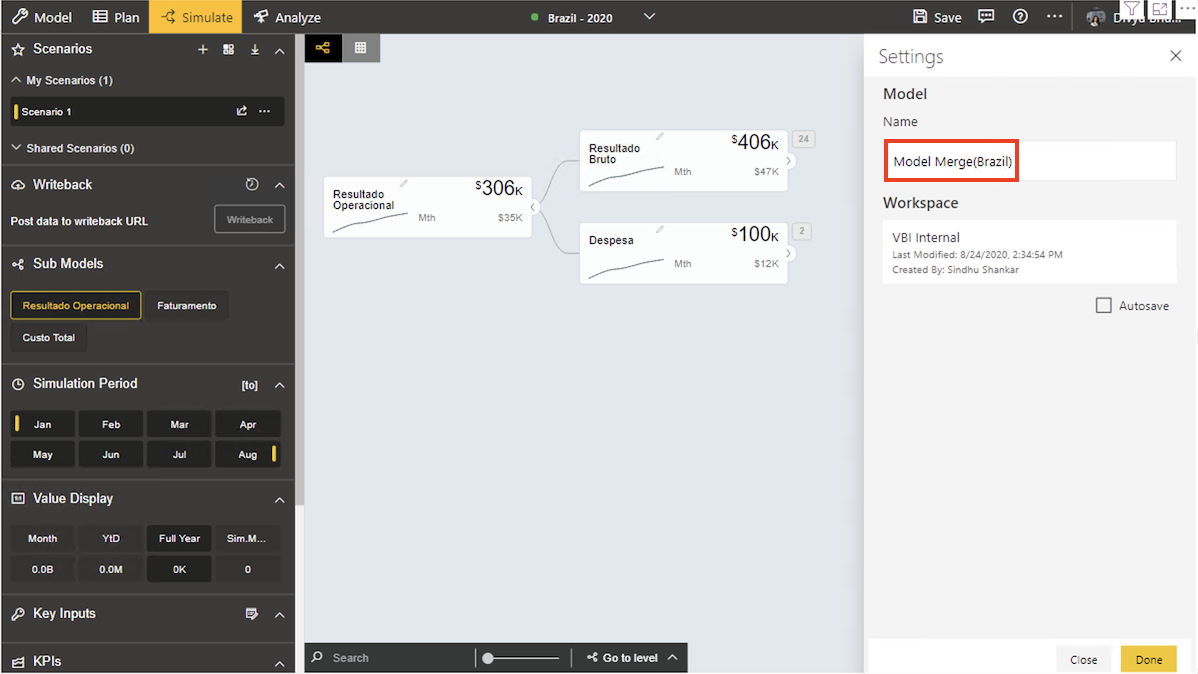 Model Plan Simulate Analyze Brazil - 2020 Save
Scenarios
My Scenarios (1)
Scenario 1
Shared Scenarios (0)
Writeback
Post data to writeback URL Writeback
Sub Models
Resultado Operacional Faturamento
Custo Total
Simulation Period [to]
Jan Feb Mar Apr
May Jun Jul Aug
Value Display
Month YtD Full Year Sim.M...
0.0B 0.0M 0K 0
Key Inputs
KPIs
Resultado
Operacional
$306K
Mth $35K
Resultado
Bruto
$406K
Mth $47K
24
Despesa
$100K
Mth $12K
2
Search Go to level
Settings
Model
Name
Model Merge(Brazil)
Workspace
VBI Internal
Last Modified: 8/24/2020, 2:34:54 PM
Created By: Sindhu Shankar
Autosave
Close Done